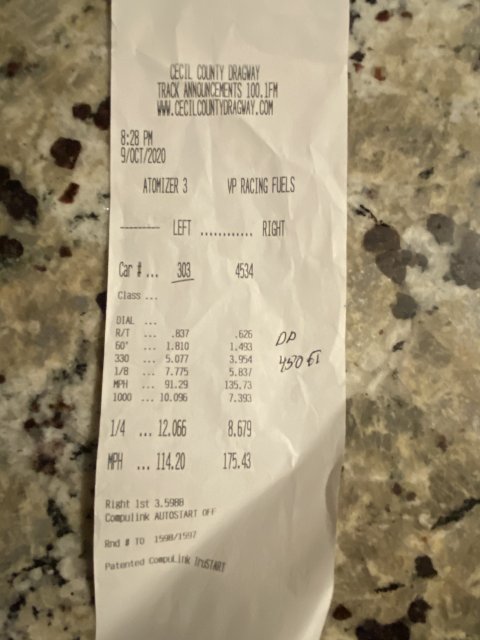 CECIL COUNTY DRAGWAY
TRACK ANNOUNCEMENTS 100.1FM
WWW.CECILCOUNTYDRAGWAY.COM
8:28 PM
9/OCT/2020
ATOMIZER 3 VP RACING FUELS
-------- LEFT ............ RIGHT
Car # ... 303 4534
Class ...
DIAL ...
R/T ... .837 .626
60' ... 1.810 1.493
330 ... 5.077 3.954
1/8 ... 7.775 5.837
MPH ... 91.29 135.73
1000 ... 10.096 7.393
DD
450 FI
1/4 ... 12.066 8.679
MPH ... 114.20 175.43
Right 1st 3.5988
Compulink AUTOSTART OFF
Rnd # TO 1598/1597
Patented CompuLink TruSTART